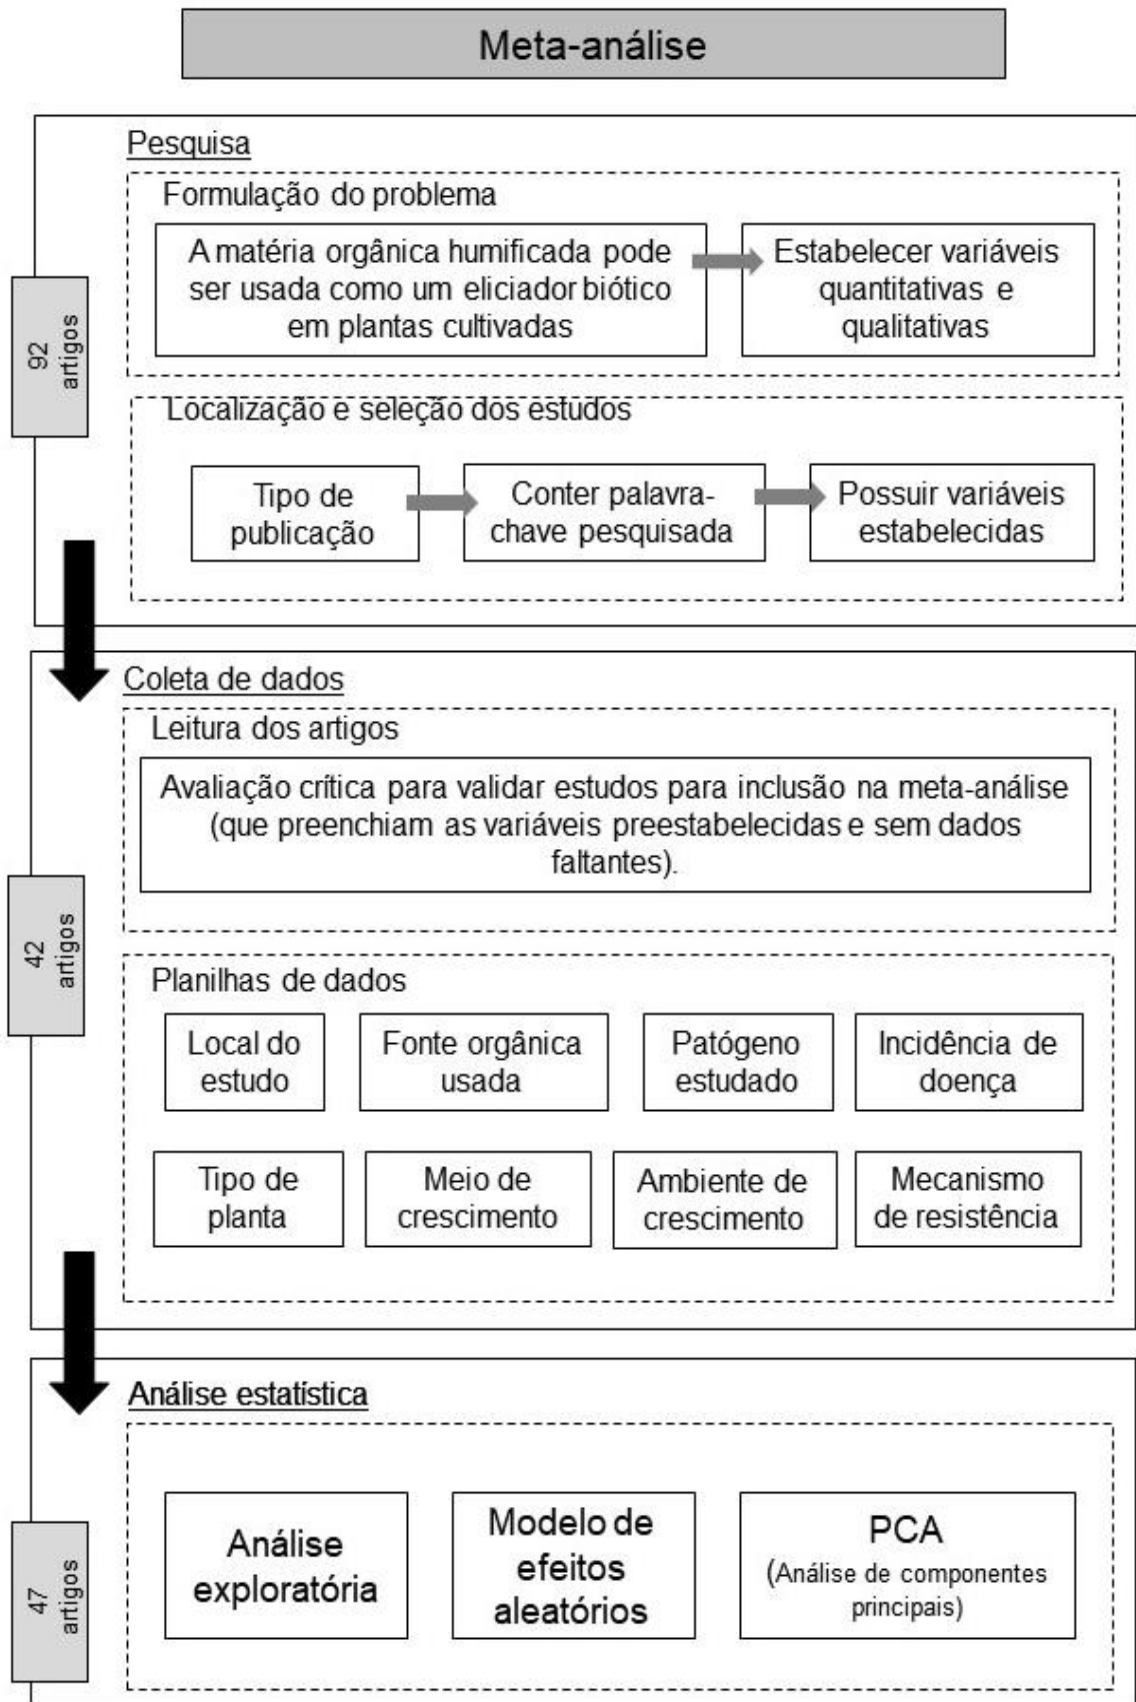 Meta-análise
Pesquisa
Formulação do problema
A matéria orgânica humificada pode
ser usada como um eliciador biótico
em plantas cultivadas
Estabelecer variáveis
quantitativas e
qualitativas
92
artigos
Localização e seleção dos estudos
Tipo de
publicação
Conter palavra-
chave pesquisada
Possuir variáveis
estabelecidas
Coleta de dados
Leitura dos artigos
Avaliação crítica para validar estudos para inclusão na meta-análise
(que preenchiam as variáveis preestabelecidas e sem dados
faltantes).
42
artigos
Planilhas de dados
Local do
estudo
Fonte orgânica
usada
Patógeno
estudado
Incidência de
doença
Tipo de
planta
Meio de
crescimento
Ambiente de
crescimento
Mecanismo
de resistência
Análise estatística
47
artigos
Análise
exploratória
Modelo de
efeitos
aleatórios
PCA
(Análise de componentes
principais)